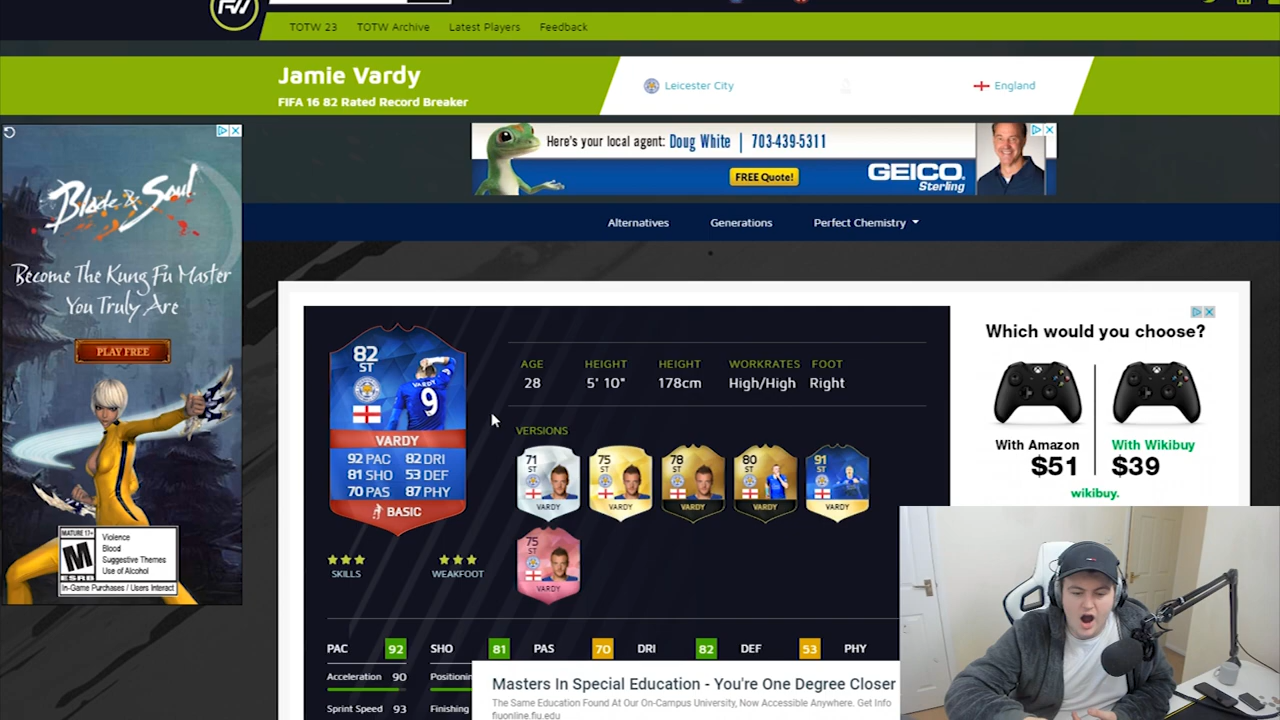 TOTW 23 TOTW Archive Latest Players Feedback
Jamie Vardy
FIFA 16 82 Rated Record Breaker
Leicester City
England
Here's your local agent: Doug White | 703-439-5311
FREE Quote!
GEICO
Sterling
Blade & Soul
Become The Kung Fu Master
You Truly Are
PLAY FREE
MATURE 17+
M
ESRB
Violence
Blood
Suggestive Themes
Use of Alcohol
In-Game Purchases / Users Interact
Alternatives Generations Perfect Chemistry
82
ST
VARDY
9
VARDY
92 PAC 82 DRI
81 SHO 53 DEF
70 PAS 87 PHY
BASIC
SKILLS
WEAKFOOT
AGE HEIGHT HEIGHT WORKRATES FOOT
28 5' 10" 178cm High/High Right
VERSIONS
71
ST
VARDY
75
ST
VARDY
78
ST
VARDY
80
ST
VARDY
91
ST
VARDY
75
ST
VARDY
Which would you choose?
With Amazon
$51
With Wikibuy
$39
wikibuy.
PAC 92 SHO 81 PAS 70 DRI 82 DEF 53 PHY
Acceleration 90
Sprint Speed 93
Finishing
Masters In Special Education - You're One Degree Closer
The Same Education Found At Our On-Campus University, Now Accessible Anywhere. Get Info
fiuonline.fiu.edu